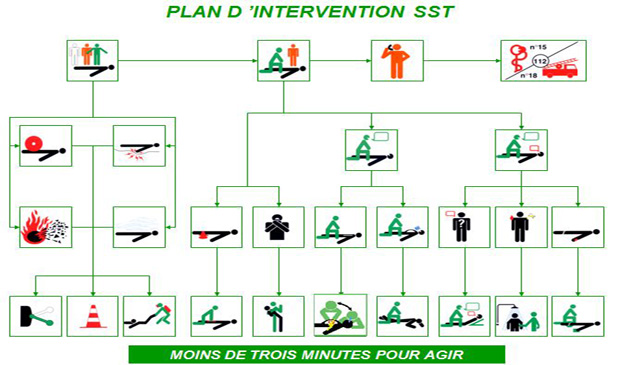 PLAN D 'INTERVENTION SST
n°15
112
n°18
?
MOINS DE TROIS MINUTES POUR AGIR